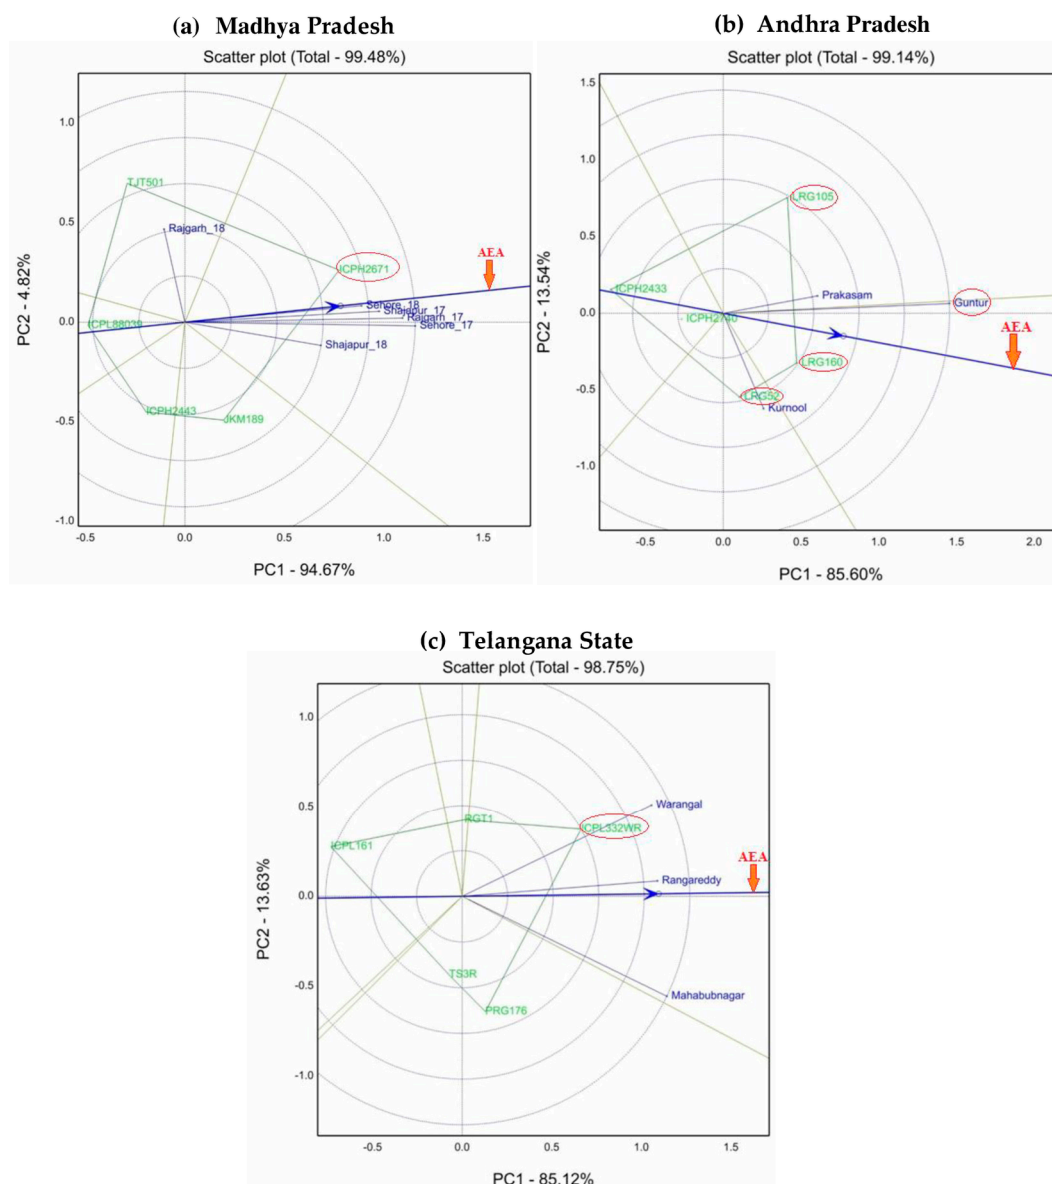 (a) Madhya Pradesh
Scatter plot (Total - 99.48%)
1.0
0.5
0.0
-0.5
-1.0
PC2 - 4.82%
TJT501
Rajgarh_18
ICPH2671
AEA
Sehore_18
Shajapur_17
Rajgarh_17
Sehore_17
ICPL88039
Shajapur_18
ICPH2443
JKM189
-0.5 0.0 0.5 1.0 1.5
PC1 - 94.67%
(b) Andhra Pradesh
Scatter plot (Total - 99.14%)
1.5
1.0
0.5
0.0
-0.5
-1.0
PC2 - 13.54%
LRG105
ICPH2433
Prakasam
Guntur
ICPH2740
AEA
LRG160
LRG52
Kurnool
-0.5 0.0 0.5 1.0 1.5 2.0
PC1 - 85.60%
(c) Telangana State
Scatter plot (Total - 98.75%)
1.0
0.5
0.0
-0.5
-1.0
PC2 - 13.63%
Warangal
RGT1
ICPL332WR
ICPL161
AEA
Rangareddy
TS3R
Mahabubnagar
PRG176
-0.5 0.0 0.5 1.0 1.5
PC1 - 85.12%